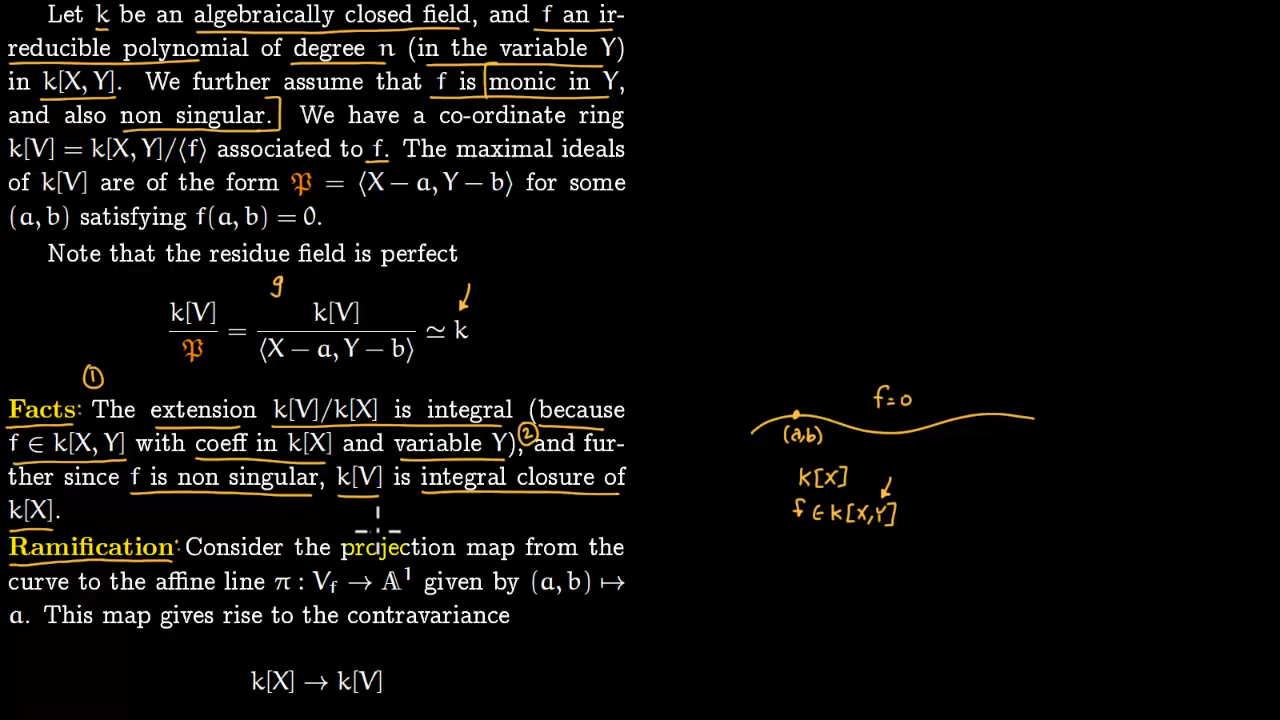 Let k be an algebraically closed field, and f an ir-
reducible polynomial of degree n (in the variable Y)
in k[X, Y]. We further assume that f is monic in Y,
and also non singular. We have a co-ordinate ring
k[V] = k[X, Y]/⟨f⟩ associated to f. The maximal ideals
of k[V] are of the form 𝔓 = ⟨X − a, Y − b⟩ for some
(a, b) satisfying f(a, b) = 0.
Note that the residue field is perfect
g
k[V]/𝔓 = k[V]/⟨X − a, Y − b⟩ ≃ k
①
Facts: The extension k[V]/k[X] is integral (because
f ∈ k[X, Y] with coeff in k[X] and variable Y), ② and fur-
ther since f is non singular, k[V] is integral closure of
k[X].
Ramification: Consider the projection map from the
curve to the affine line π : V_f → 𝔸¹ given by (a, b) ↦
a. This map gives rise to the contravariance
k[X] → k[V]
f=0
(a,b)
k[X]
f ∈ k[X,Y]